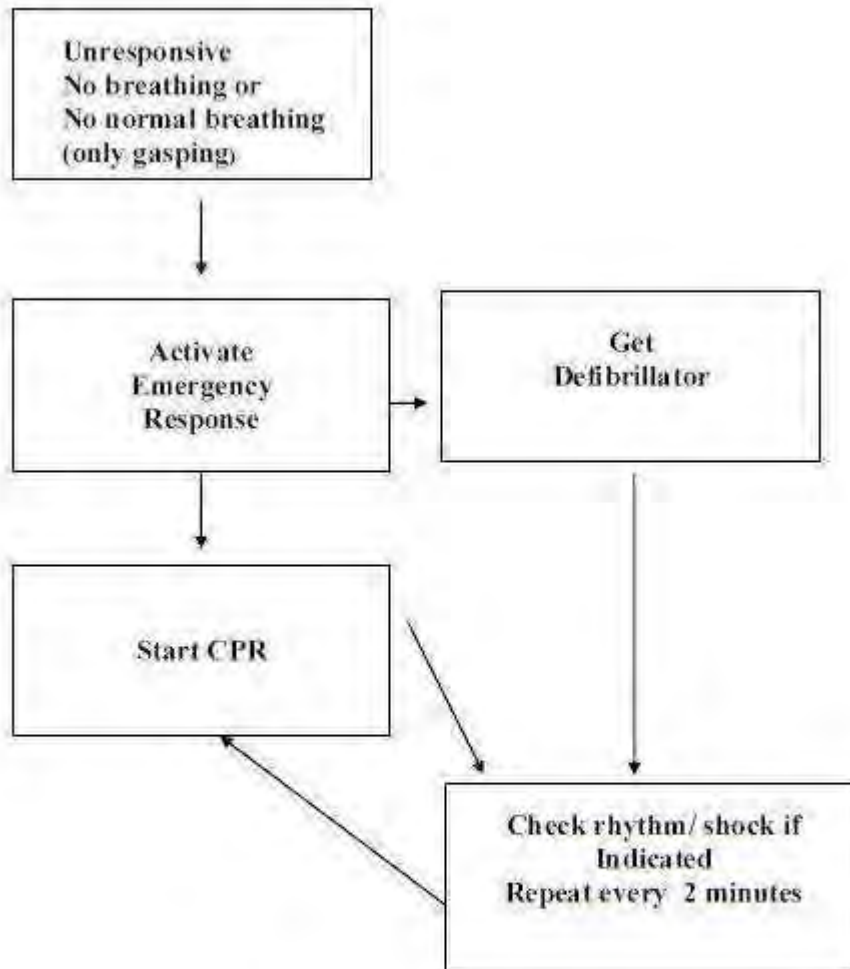 Unresponsive
No breathing or
No normal breathing
(only gasping)
Activate
Emergency
Response
Get
Defibrillator
Start CPR
Check rhythm/ shock if
Indicated
Repeat every 2 minutes